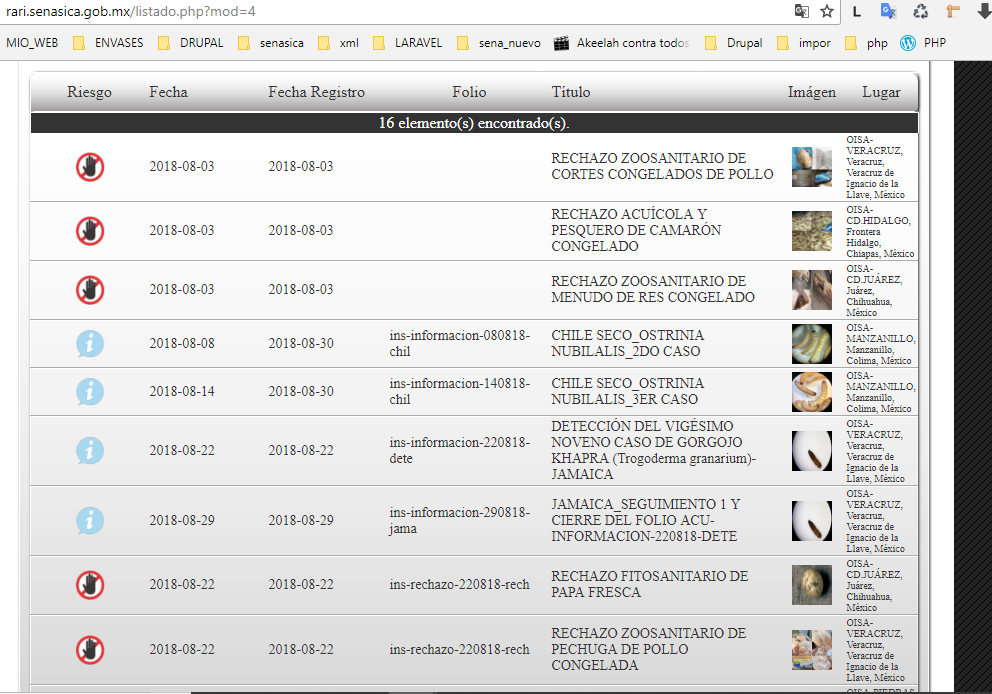 rari.senasica.gob.mx/listado.php?mod=4
L
MIO_WEB ENVASES DRUPAL senasica xml LARAVEL sena_nuevo Akeelah contra todos Drupal impor php PHP
Riesgo Fecha Fecha Registro Folio Título Imágen Lugar
16 elemento(s) encontrado(s).
2018-08-03 2018-08-03
RECHAZO ZOOSANITARIO DE
CORTES CONGELADOS DE POLLO
OISA-
VERACRUZ,
Veracruz,
Veracruz de
Ignacio de la
Llave, México
2018-08-03 2018-08-03
RECHAZO ACUÍCOLA Y
PESQUERO DE CAMARÓN
CONGELADO
OISA-
CD.HIDALGO,
Frontera
Hidalgo,
Chiapas, México
2018-08-03 2018-08-03
RECHAZO ZOOSANITARIO DE
MENUDO DE RES CONGELADO
OISA-
CD.JUÁREZ,
Juárez,
Chihuahua,
México
2018-08-08 2018-08-30
ins-informacion-080818-
chil
CHILE SECO_OSTRINIA
NUBILALIS_2DO CASO
OISA-
MANZANILLO,
Manzanillo,
Colima, México
2018-08-14 2018-08-30
ins-informacion-140818-
chil
CHILE SECO_OSTRINIA
NUBILALIS_3ER CASO
OISA-
MANZANILLO,
Manzanillo,
Colima, México
2018-08-22 2018-08-22
ins-informacion-220818-
dete
DETECCIÓN DEL VIGÉSIMO
NOVENO CASO DE GORGOJO
KHAPRA (Trogoderma granarium)-
JAMAICA
OISA-
VERACRUZ,
Veracruz,
Veracruz de
Ignacio de la
Llave, México
2018-08-29 2018-08-29
ins-informacion-290818-
jama
JAMAICA_SEGUIMIENTO 1 Y
CIERRE DEL FOLIO ACU-
INFORMACION-220818-DETE
OISA-
VERACRUZ,
Veracruz,
Veracruz de
Ignacio de la
Llave, México
2018-08-22 2018-08-22 ins-rechazo-220818-rech
RECHAZO FITOSANITARIO DE
PAPA FRESCA
OISA-
CD.JUÁREZ,
Juárez,
Chihuahua,
México
2018-08-22 2018-08-22 ins-rechazo-220818-rech
RECHAZO ZOOSANITARIO DE
PECHUGA DE POLLO
CONGELADA
OISA-
VERACRUZ,
Veracruz,
Veracruz de
Ignacio de la
Llave, México
OISA-PIEDRAS